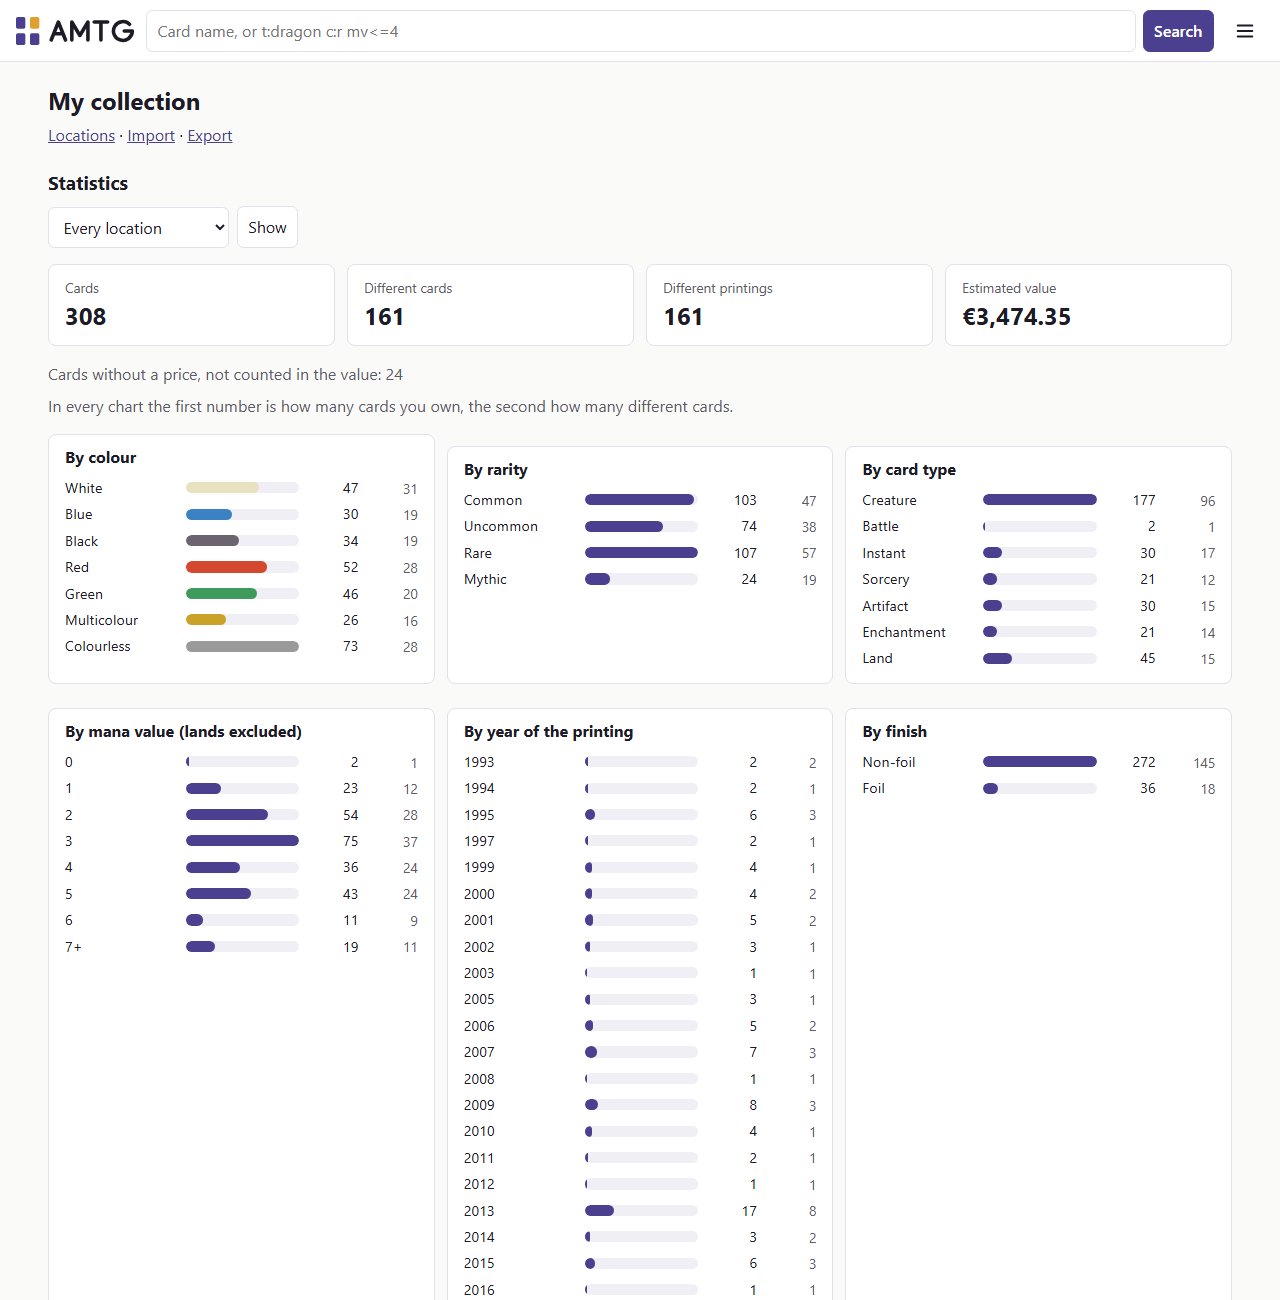 AMTG
Card name, or t:dragon c:r mv<=4
Search
My collection
Locations · Import · Export
Statistics
Every location
Show
Cards
308
Different cards
161
Different printings
161
Estimated value
€3,474.35
Cards without a price, not counted in the value: 24
In every chart the first number is how many cards you own, the second how many different cards.
By colour
White 47 31
Blue 30 19
Black 34 19
Red 52 28
Green 46 20
Multicolour 26 16
Colourless 73 28
By rarity
Common 103 47
Uncommon 74 38
Rare 107 57
Mythic 24 19
By card type
Creature 177 96
Battle 2 1
Instant 30 17
Sorcery 21 12
Artifact 30 15
Enchantment 21 14
Land 45 15
By mana value (lands excluded)
0 2 1
1 23 12
2 54 28
3 75 37
4 36 24
5 43 24
6 11 9
7+ 19 11
By year of the printing
1993 2 2
1994 2 1
1995 6 3
1997 2 1
1999 4 1
2000 4 2
2001 5 2
2002 3 1
2003 1 1
2005 3 1
2006 5 2
2007 7 3
2008 1 1
2009 8 3
2010 4 1
2011 2 1
2012 1 1
2013 17 8
2014 3 2
2015 6 3
2016 1 1
By finish
Non-foil 272 145
Foil 36 18